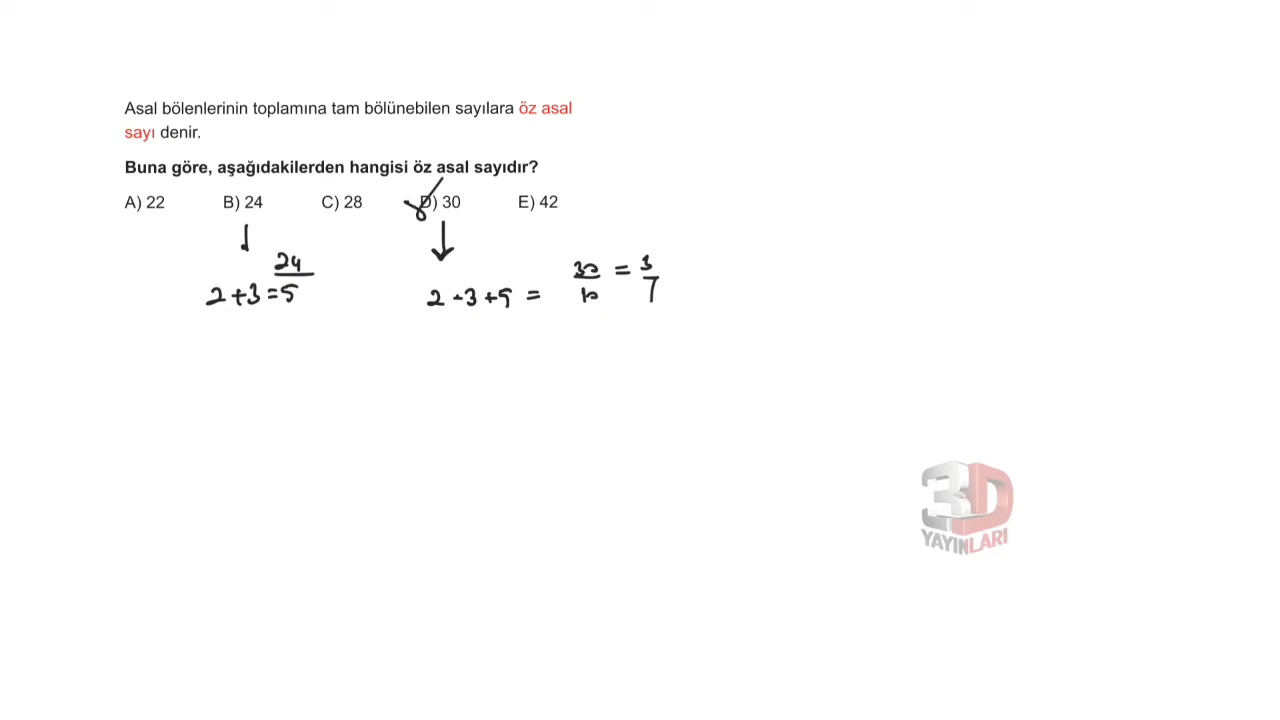 Asal bölenlerinin toplamına tam bölünebilen sayılara öz asal
sayı denir.
Buna göre, aşağıdakilerden hangisi öz asal sayıdır?
A) 22 B) 24 C) 28 D) 30 E) 42
24
2+3=5
2+3+5 =
30 = 3
10
3D
YAYINLARI